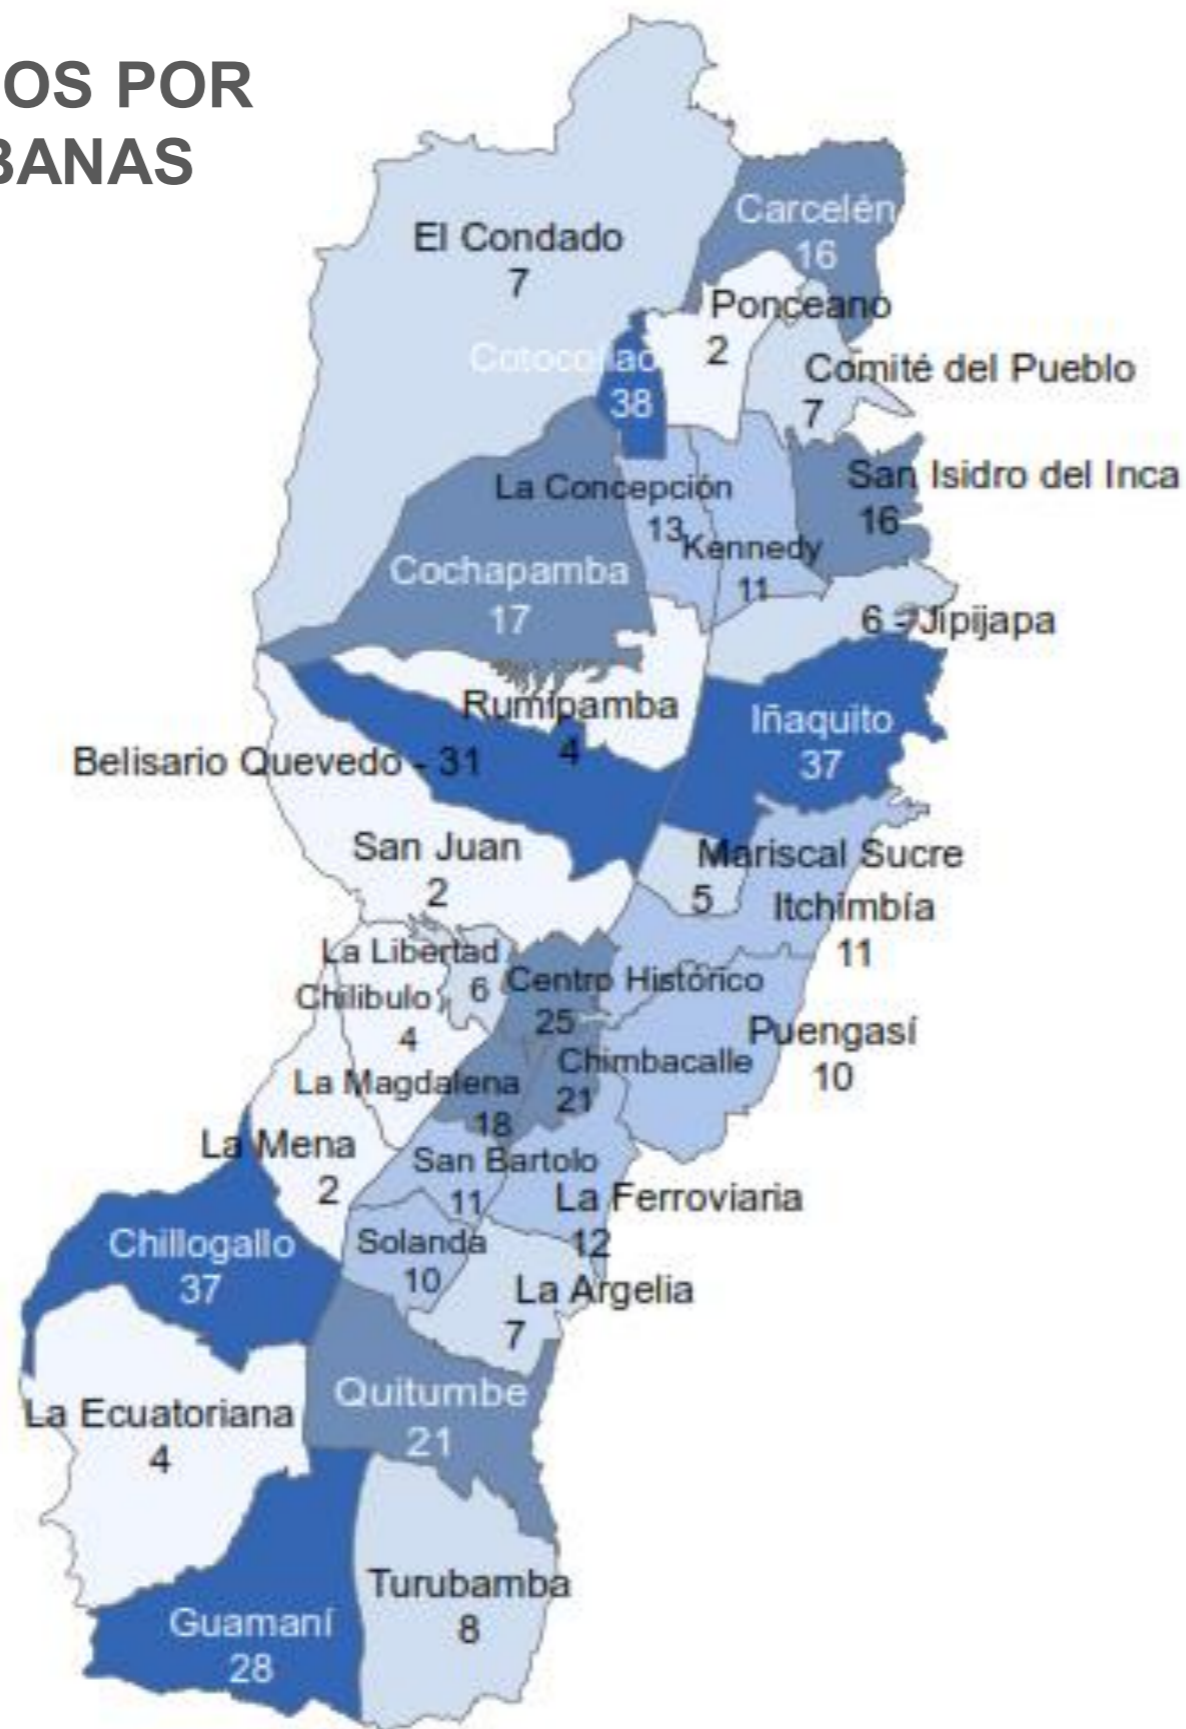 OS POR
BANAS
Carcelén
16
El Condado
7
Ponceano
2
Cotocollao
38
Comité del Pueblo
7
San Isidro del Inca
16
La Concepción
13
Kennedy
11
Cochapamba
17
6 - Jipijapa
Rumipamba
4
Iñaquito
37
Belisario Quevedo - 31
San Juan
2
Mariscal Sucre
5
Itchimbía
11
La Libertad
6
Centro Histórico
25
Chilibulo
4
Puengasí
10
Chimbacalle
21
La Magdalena
18
La Mena
2
San Bartolo
11
La Ferroviaria
12
Chillogallo
37
Solanda
10
La Argelia
7
Quitumbe
21
La Ecuatoriana
4
Turubamba
8
Guamaní
28